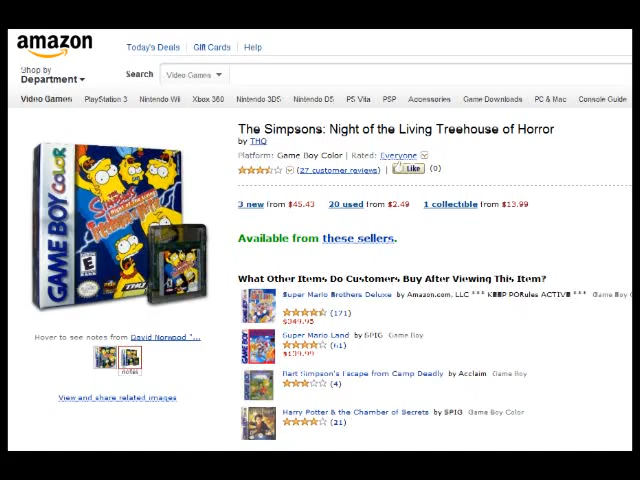 amazon
Today's Deals
Gift Cards
Help
Shop by
Department
Search
Video Games
Video Games
PlayStation 3
Nintendo Wii
Xbox 360
Nintendo 3DS
Nintendo DS
PS Vita
PSP
Accessories
Game Downloads
PC & Mac
Console Guide
The Simpsons: Night of the Living Treehouse of Horror
by THQ
Platform: Game Boy Color | Rated: Everyone
(27 customer reviews) | Like (0)
3 new from $45.43 20 used from $2.49 1 collectible from $13.99
Available from these sellers.
GAME BOY COLOR
THE
E
THQ
What Other Items Do Customers Buy After Viewing This Item?
Super Mario Brothers Deluxe by Amazon.com, LLC *** Game Boy
(171)
Super Mario Land by SPIG Game Boy
(61)
Bart Simpson's Escape from Camp Deadly by Acclaim Game Boy
(4)
Harry Potter & the Chamber of Secrets by SPIG Game Boy Color
(21)
Hover to see notes from David Norwood "...
notes
View and share related images